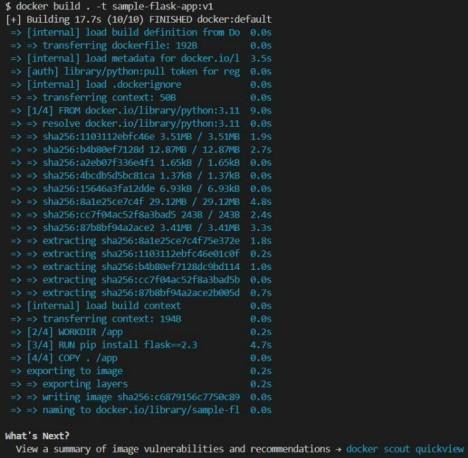 $ docker build . -t sample-flask-app:v1
[+] Building 17.7s (10/10) FINISHED docker:default
=> [internal] load build definition from Do 0.0s
=> => transferring dockerfile: 192B 0.0s
=> [internal] load metadata for docker.io/l 3.5s
=> [auth] library/python:pull token for reg 0.0s
=> [internal] load .dockerignore 0.0s
=> => transferring context: 50B 0.0s
=> [1/4] FROM docker.io/library/python:3.11 9.0s
=> => resolve docker.io/library/python:3.11 0.0s
=> => sha256:1103112ebfc46e 3.51MB / 3.51MB 1.9s
=> => sha256:b4b80ef7128d 12.87MB / 12.87MB 2.7s
=> => sha256:a2eb07f336e4f1 1.65kB / 1.65kB 0.0s
=> => sha256:4bcdb5d5bc81ca 1.37kB / 1.37kB 0.0s
=> => sha256:15646a3fa12dde 6.93kB / 6.93kB 0.0s
=> => sha256:8a1e25ce7c4f 29.12MB / 29.12MB 4.8s
=> => sha256:cc7f04ac52f8a3bad5 243B / 243B 2.4s
=> => sha256:87b8bf94a2ace2 3.41MB / 3.41MB 3.3s
=> => extracting sha256:8a1e25ce7c4f75e372e 1.8s
=> => extracting sha256:1103112ebfc46e01c0f 0.2s
=> => extracting sha256:b4b80ef7128dc9bd114 1.0s
=> => extracting sha256:cc7f04ac52f8a3bad5b 0.0s
=> => extracting sha256:87b8bf94a2ace2b005d 0.7s
=> [internal] load build context 0.0s
=> => transferring context: 194B 0.0s
=> [2/4] WORKDIR /app 0.2s
=> [3/4] RUN pip install flask==2.3 4.7s
=> [4/4] COPY . /app 0.0s
=> exporting to image 0.2s
=> => exporting layers 0.2s
=> => writing image sha256:c6879156c7750c89 0.0s
=> => naming to docker.io/library/sample-fl 0.0s
What's Next?
View a summary of image vulnerabilities and recommendations → docker scout quickview